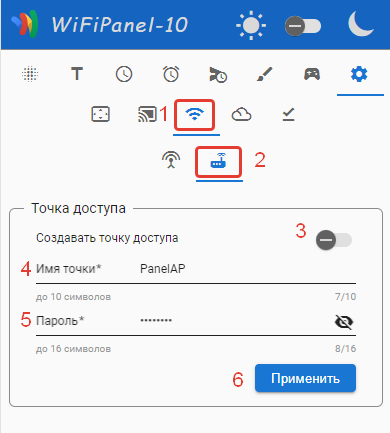 WiFiPanel-10
T
1
2
Точка доступа
3
Создавать точку доступа
4 Имя точки* PanelAP
до 10 символов 7/10
5 Пароль* ••••••••
до 16 символов 8/16
6 Применить